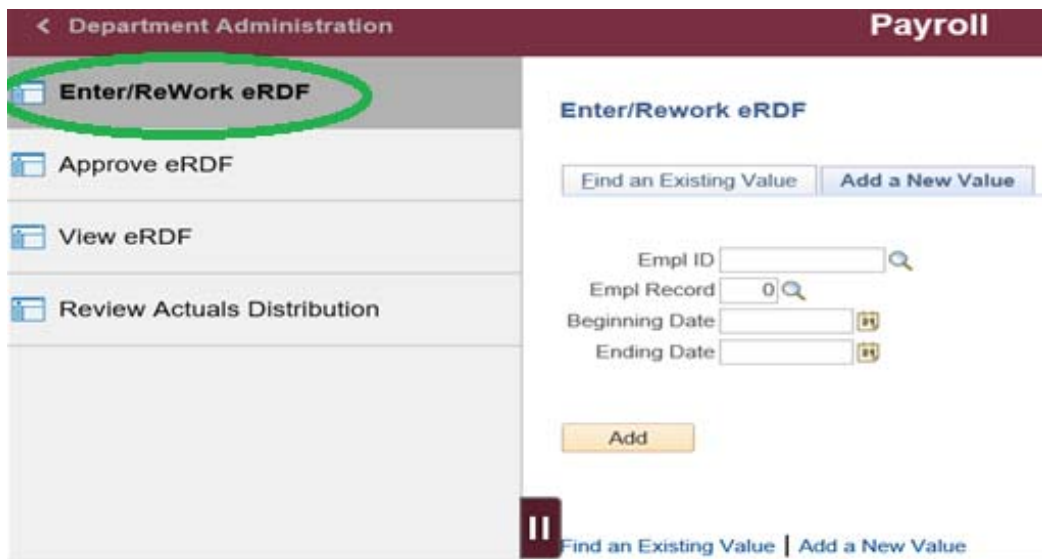 < Department Administration
Payroll
Enter/ReWork eRDF
Approve eRDF
View eRDF
Review Actuals Distribution
Enter/Rework eRDF
Find an Existing Value
Add a New Value
Empl ID
Empl Record 0
Beginning Date
Ending Date
Add
Find an Existing Value | Add a New Value